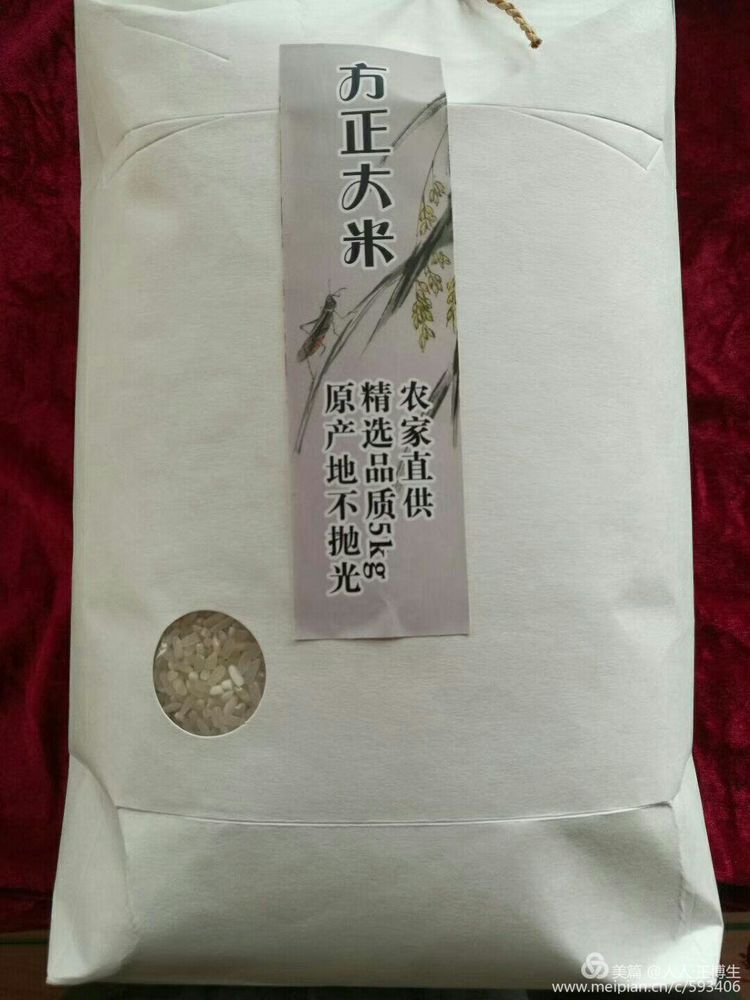 方正大米
农家直供
精选品质5kg
原产地不抛光
美篇 @人人·王博生
www.meipian.cn/c/593406